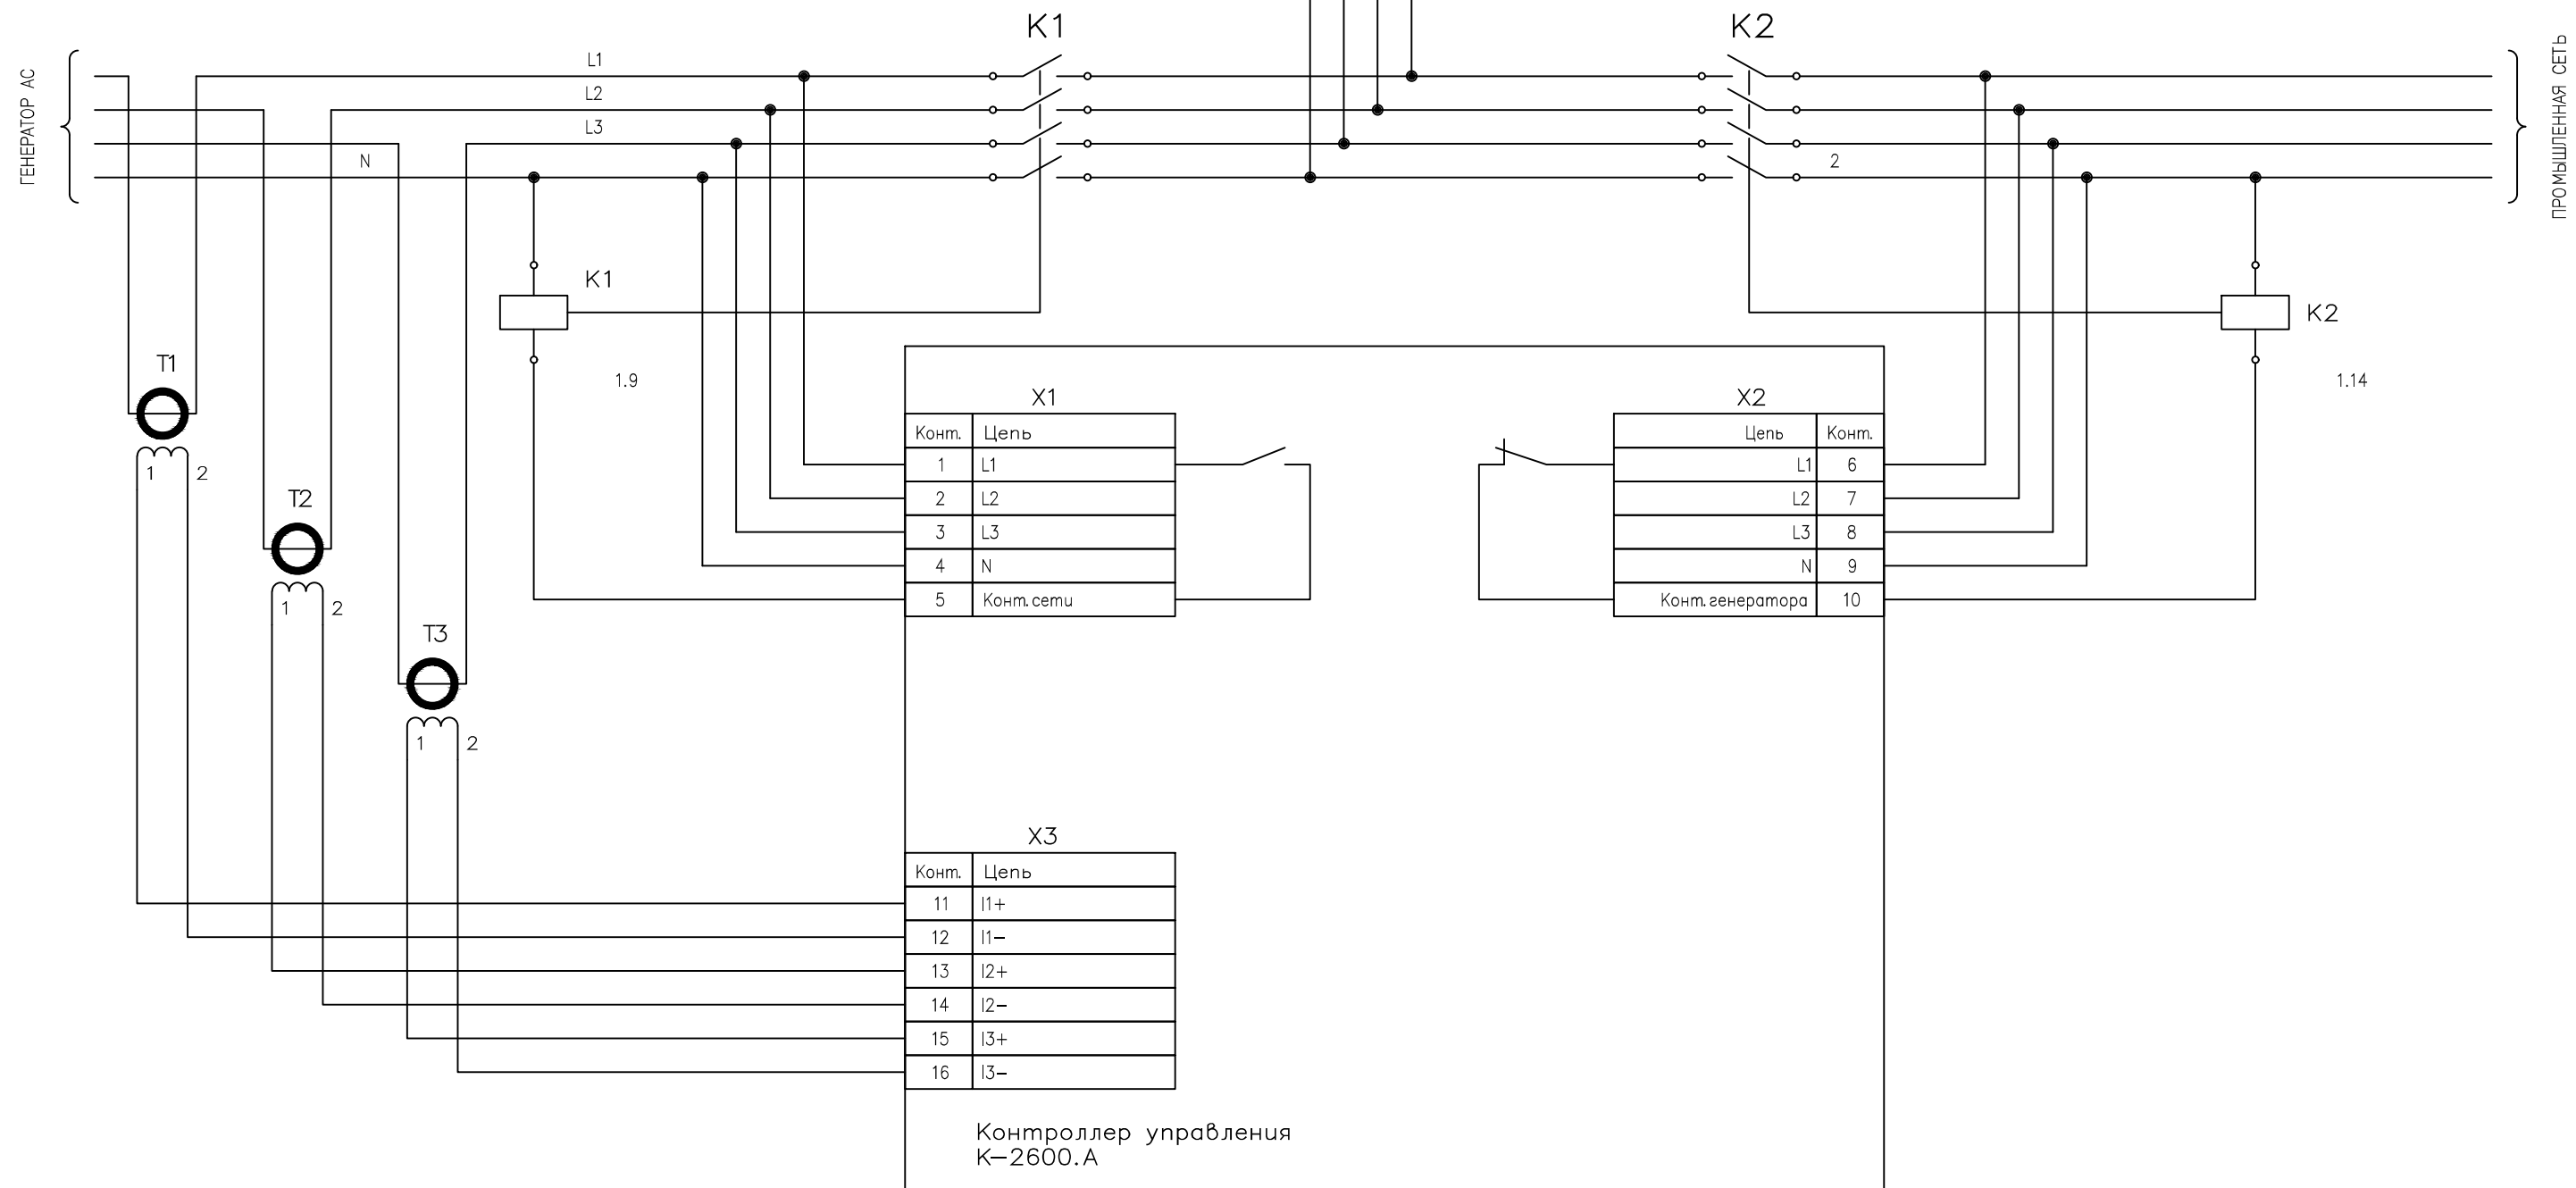 K1
K2
ГЕНЕРАТОР АС
L1
L2
L3
N
2
ПРОМЫШЛЕННАЯ СЕТЬ
K1
K2
1.9
1.14
T1
1 2
T2
1 2
T3
1 2
X1
Конт. Цепь
1 L1
2 L2
3 L3
4 N
5 Конт. сети
X2
Цепь Конт.
L1 6
L2 7
L3 8
N 9
Конт. генератора 10
X3
Конт. Цепь
11 I1+
12 I1−
13 I2+
14 I2−
15 I3+
16 I3−
Контроллер управления
К−2600.А